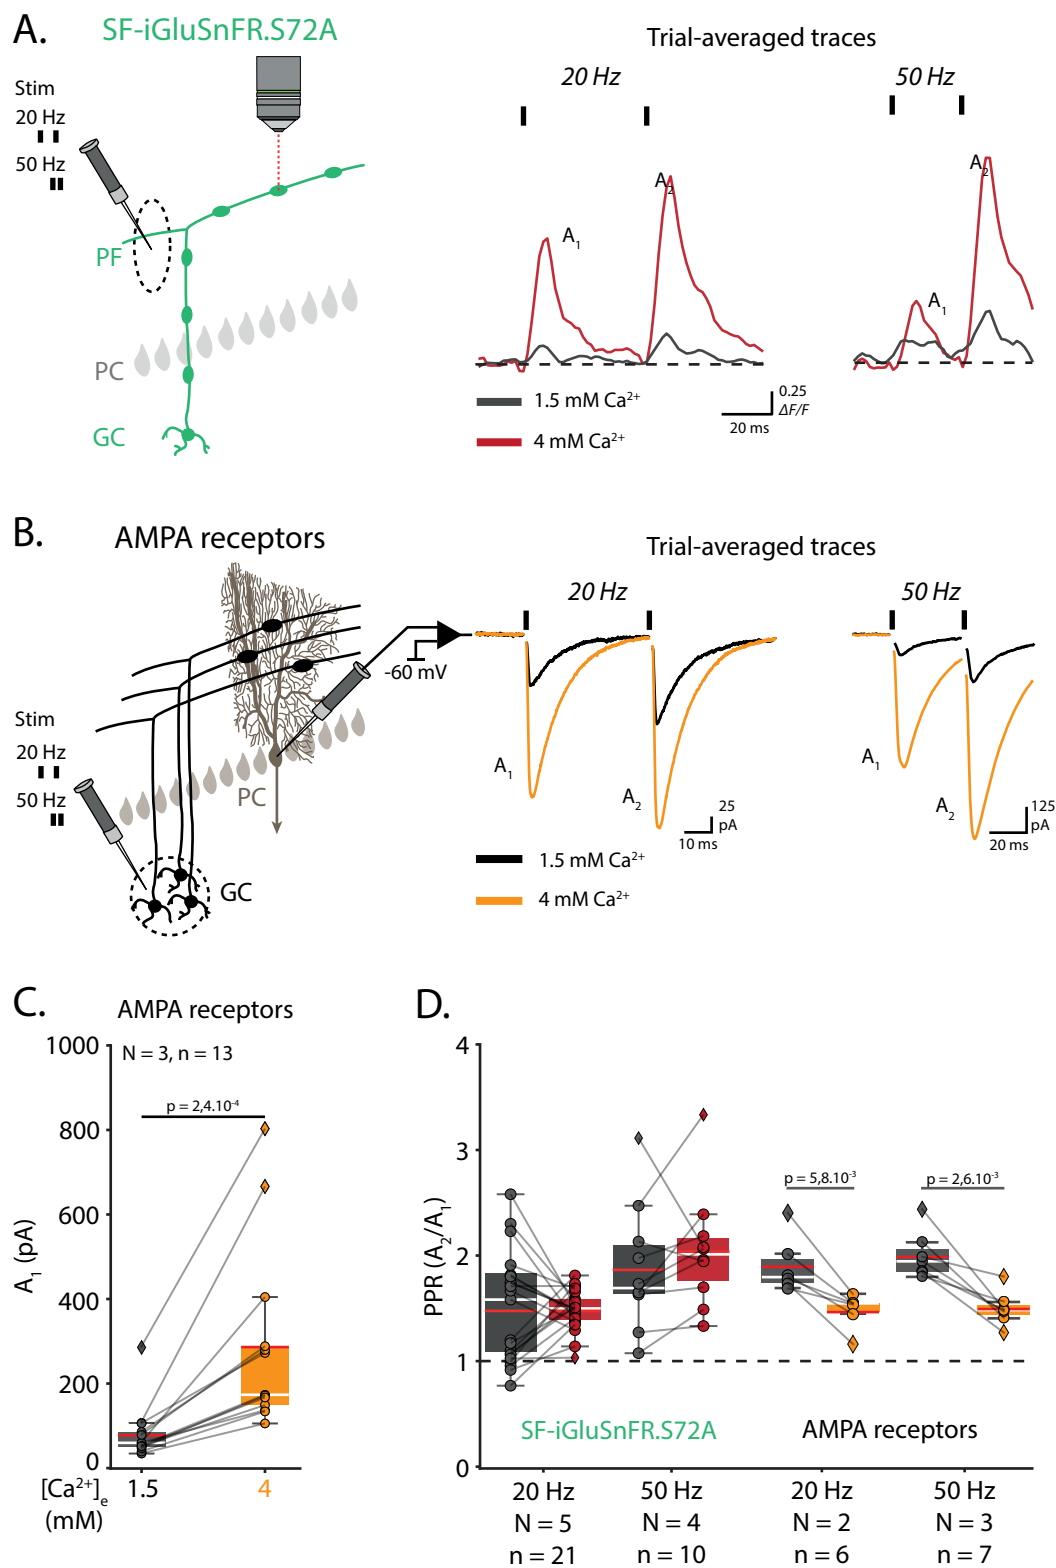 A.
SF-iGluSnFR.S72A
Stim
20 Hz
50 Hz
PF
PC
GC
Trial-averaged traces
20 Hz
50 Hz
A1
A2
A1
A2
1.5 mM Ca²⁺
4 mM Ca²⁺
0.25
ΔF/F
20 ms
B.
AMPA receptors
Stim
20 Hz
50 Hz
-60 mV
PC
GC
Trial-averaged traces
20 Hz
50 Hz
A1
A2
25
pA
10 ms
A1
A2
125
pA
20 ms
1.5 mM Ca²⁺
4 mM Ca²⁺
C.
AMPA receptors
N = 3, n = 13
p = 2,4.10⁻⁴
A1 (pA)
1000
800
600
400
200
0
[Ca²⁺]e
(mM)
1.5
4
D.
PPR (A2/A1)
4
3
2
1
0
p = 5,8.10⁻³
p = 2,6.10⁻³
SF-iGluSnFR.S72A
AMPA receptors
20 Hz
50 Hz
20 Hz
50 Hz
N = 5
N = 4
N = 2
N = 3
n = 21
n = 10
n = 6
n = 7